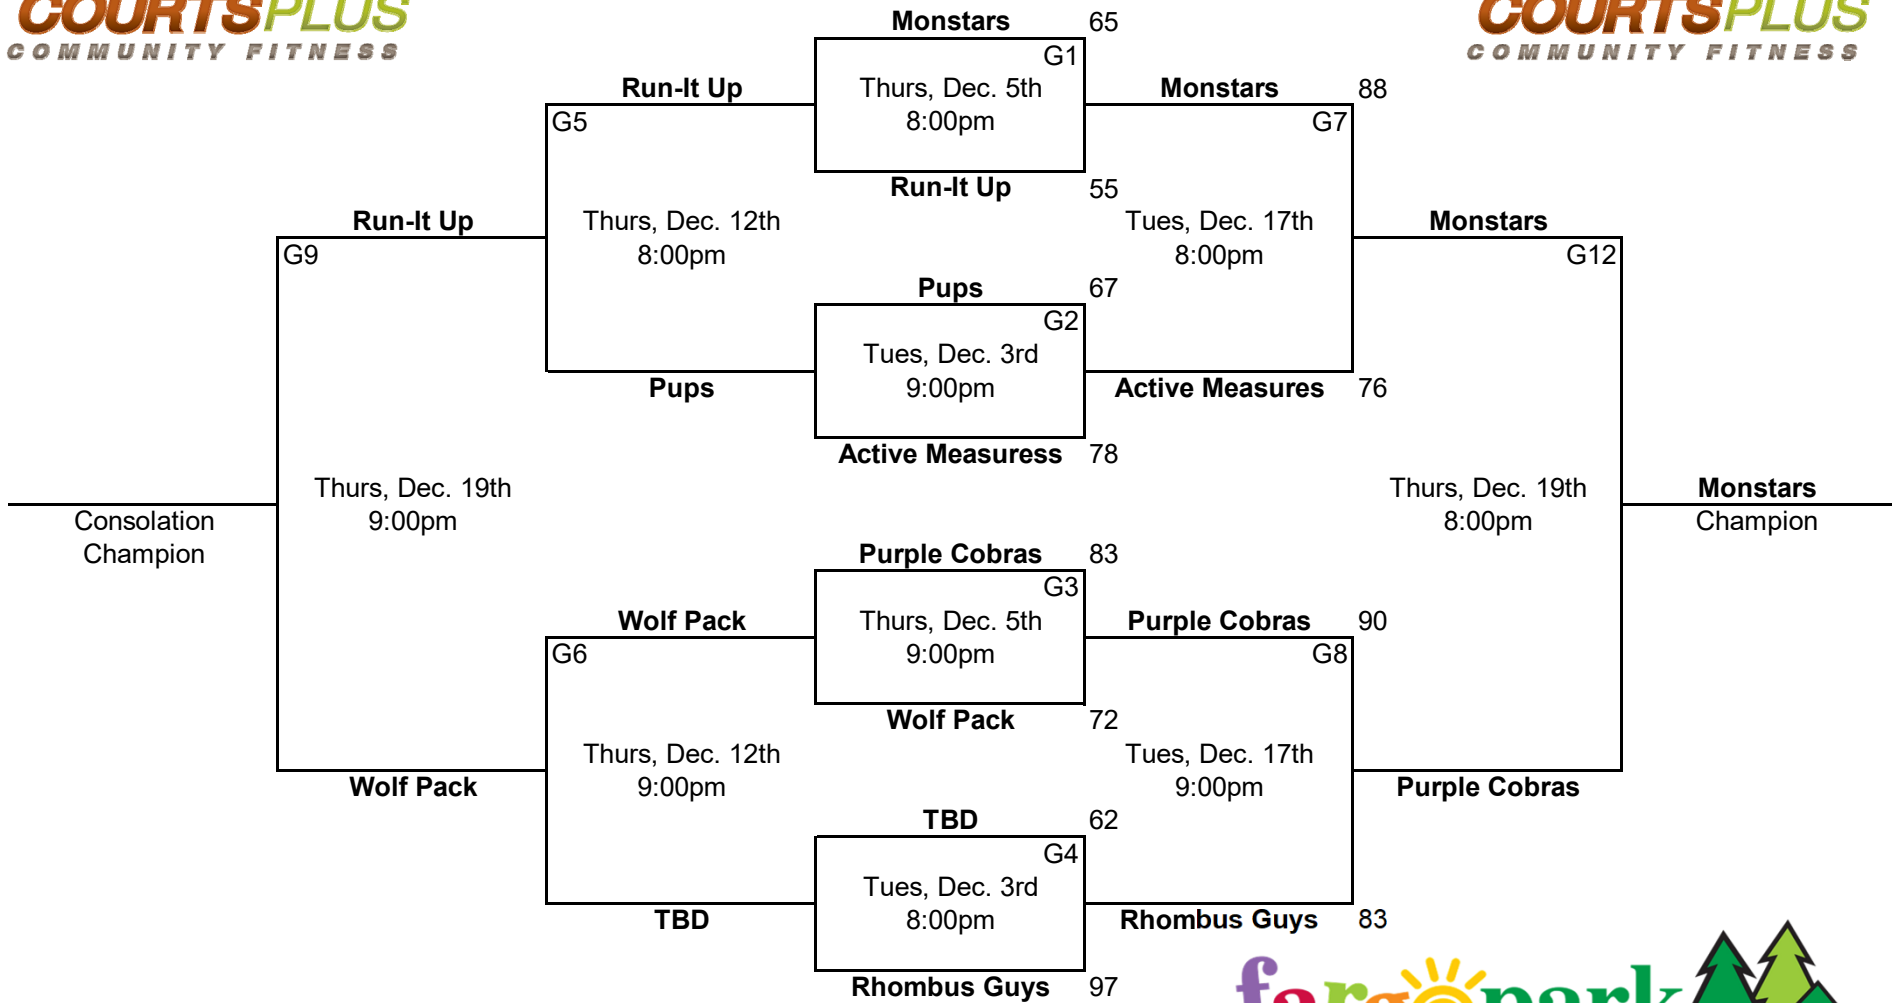 COURTSPLUS
COMMUNITY FITNESS
COURTSPLUS
COMMUNITY FITNESS
Monstars 65
G1
Run-It Up
Thurs, Dec. 5th
8:00pm
Monstars 88
G5
G7
Run-It Up 55
Run-It Up
Thurs, Dec. 12th
8:00pm
Tues, Dec. 17th
8:00pm
Monstars
G9
G12
Pups 67
G2
Tues, Dec. 3rd
9:00pm
Pups
Active Measures 76
Active Measuress 78
Thurs, Dec. 19th
9:00pm
Thurs, Dec. 19th
8:00pm
Monstars
Consolation
Champion
Champion
Purple Cobras 83
G3
Wolf Pack
Thurs, Dec. 5th
9:00pm
Purple Cobras 90
G6
G8
Wolf Pack 72
Thurs, Dec. 12th
9:00pm
Tues, Dec. 17th
9:00pm
Wolf Pack
Purple Cobras
TBD 62
G4
Tues, Dec. 3rd
8:00pm
TBD
Rhombus Guys 83
Rhombus Guys 97
fargo park